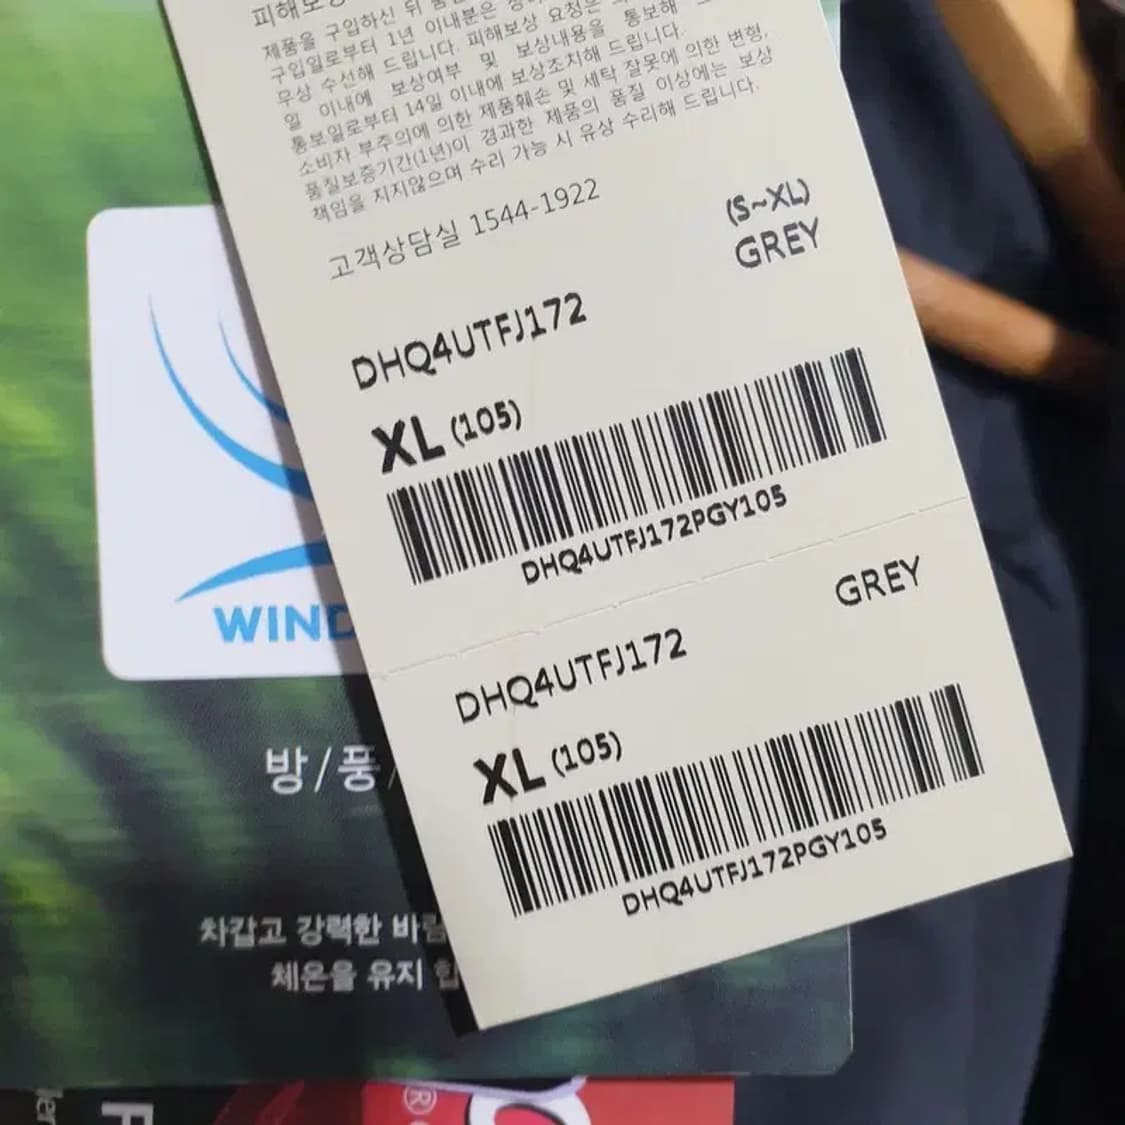 제품을 구입하신 뒤
구입일로부터 1년 이내분은
무상 수선해 드립니다. 피해보상 요청은
일 이내에 보상여부 및 보상내용을 통보해
통보일로부터 14일 이내에 보상조치해 드립니다.
소비자 부주의에 의한 제품훼손 및 세탁 잘못에 의한 변형,
품질보증기간(1년)이 경과한 제품의 품질 이상에는 보상
책임을 지지않으며 수리 가능 시 유상 수리해 드립니다.
고객상담실 1544-1922
(S~XL)
GREY
DHQ4UTFJ172
XL (105)
DHQ4UTFJ172PGY105
GREY
DHQ4UTFJ172
XL (105)
DHQ4UTFJ172PGY105
WIND
방/풍/
차갑고 강력한 바람
체온을 유지 합